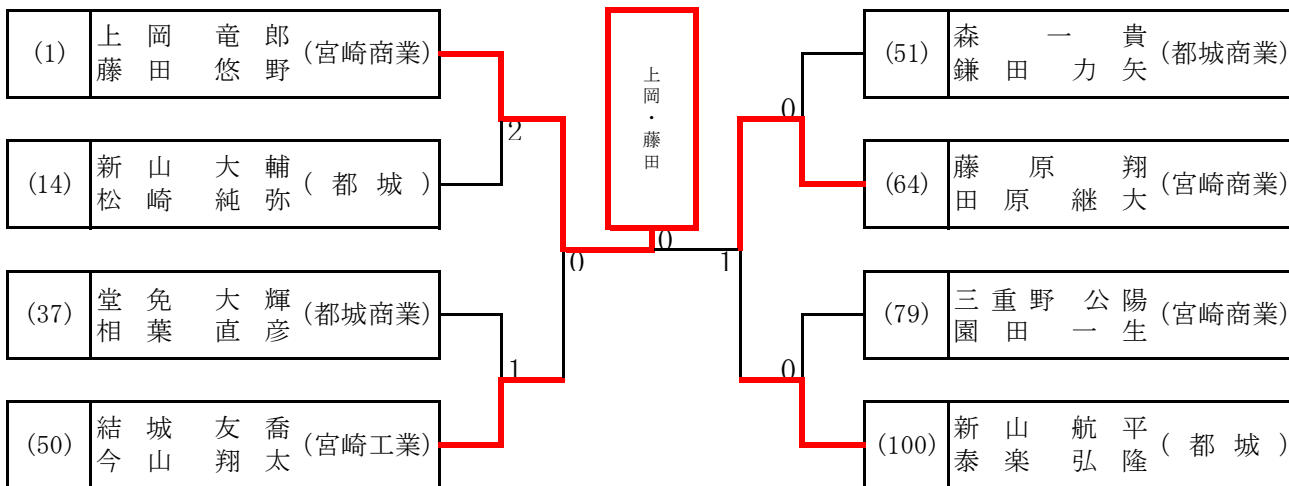 (1) 上岡 竜郎 (宮崎商業)
藤田 悠野
2
(14) 新山 大輔 (都城)
松崎 純弥
0
(37) 堂免 大輝 (都城商業)
相葉 直彦
1
(50) 結城 友喬 (宮崎工業)
今山 翔太
上岡・藤田
0
(51) 森 一貴 (都城商業)
鎌田 力矢
0
(64) 藤原 翔 (宮崎商業)
田原 継大
1
(79) 三重野 公陽 (宮崎商業)
園田 一生
0
(100) 新山 航平 (都城)
泰楽 弘隆